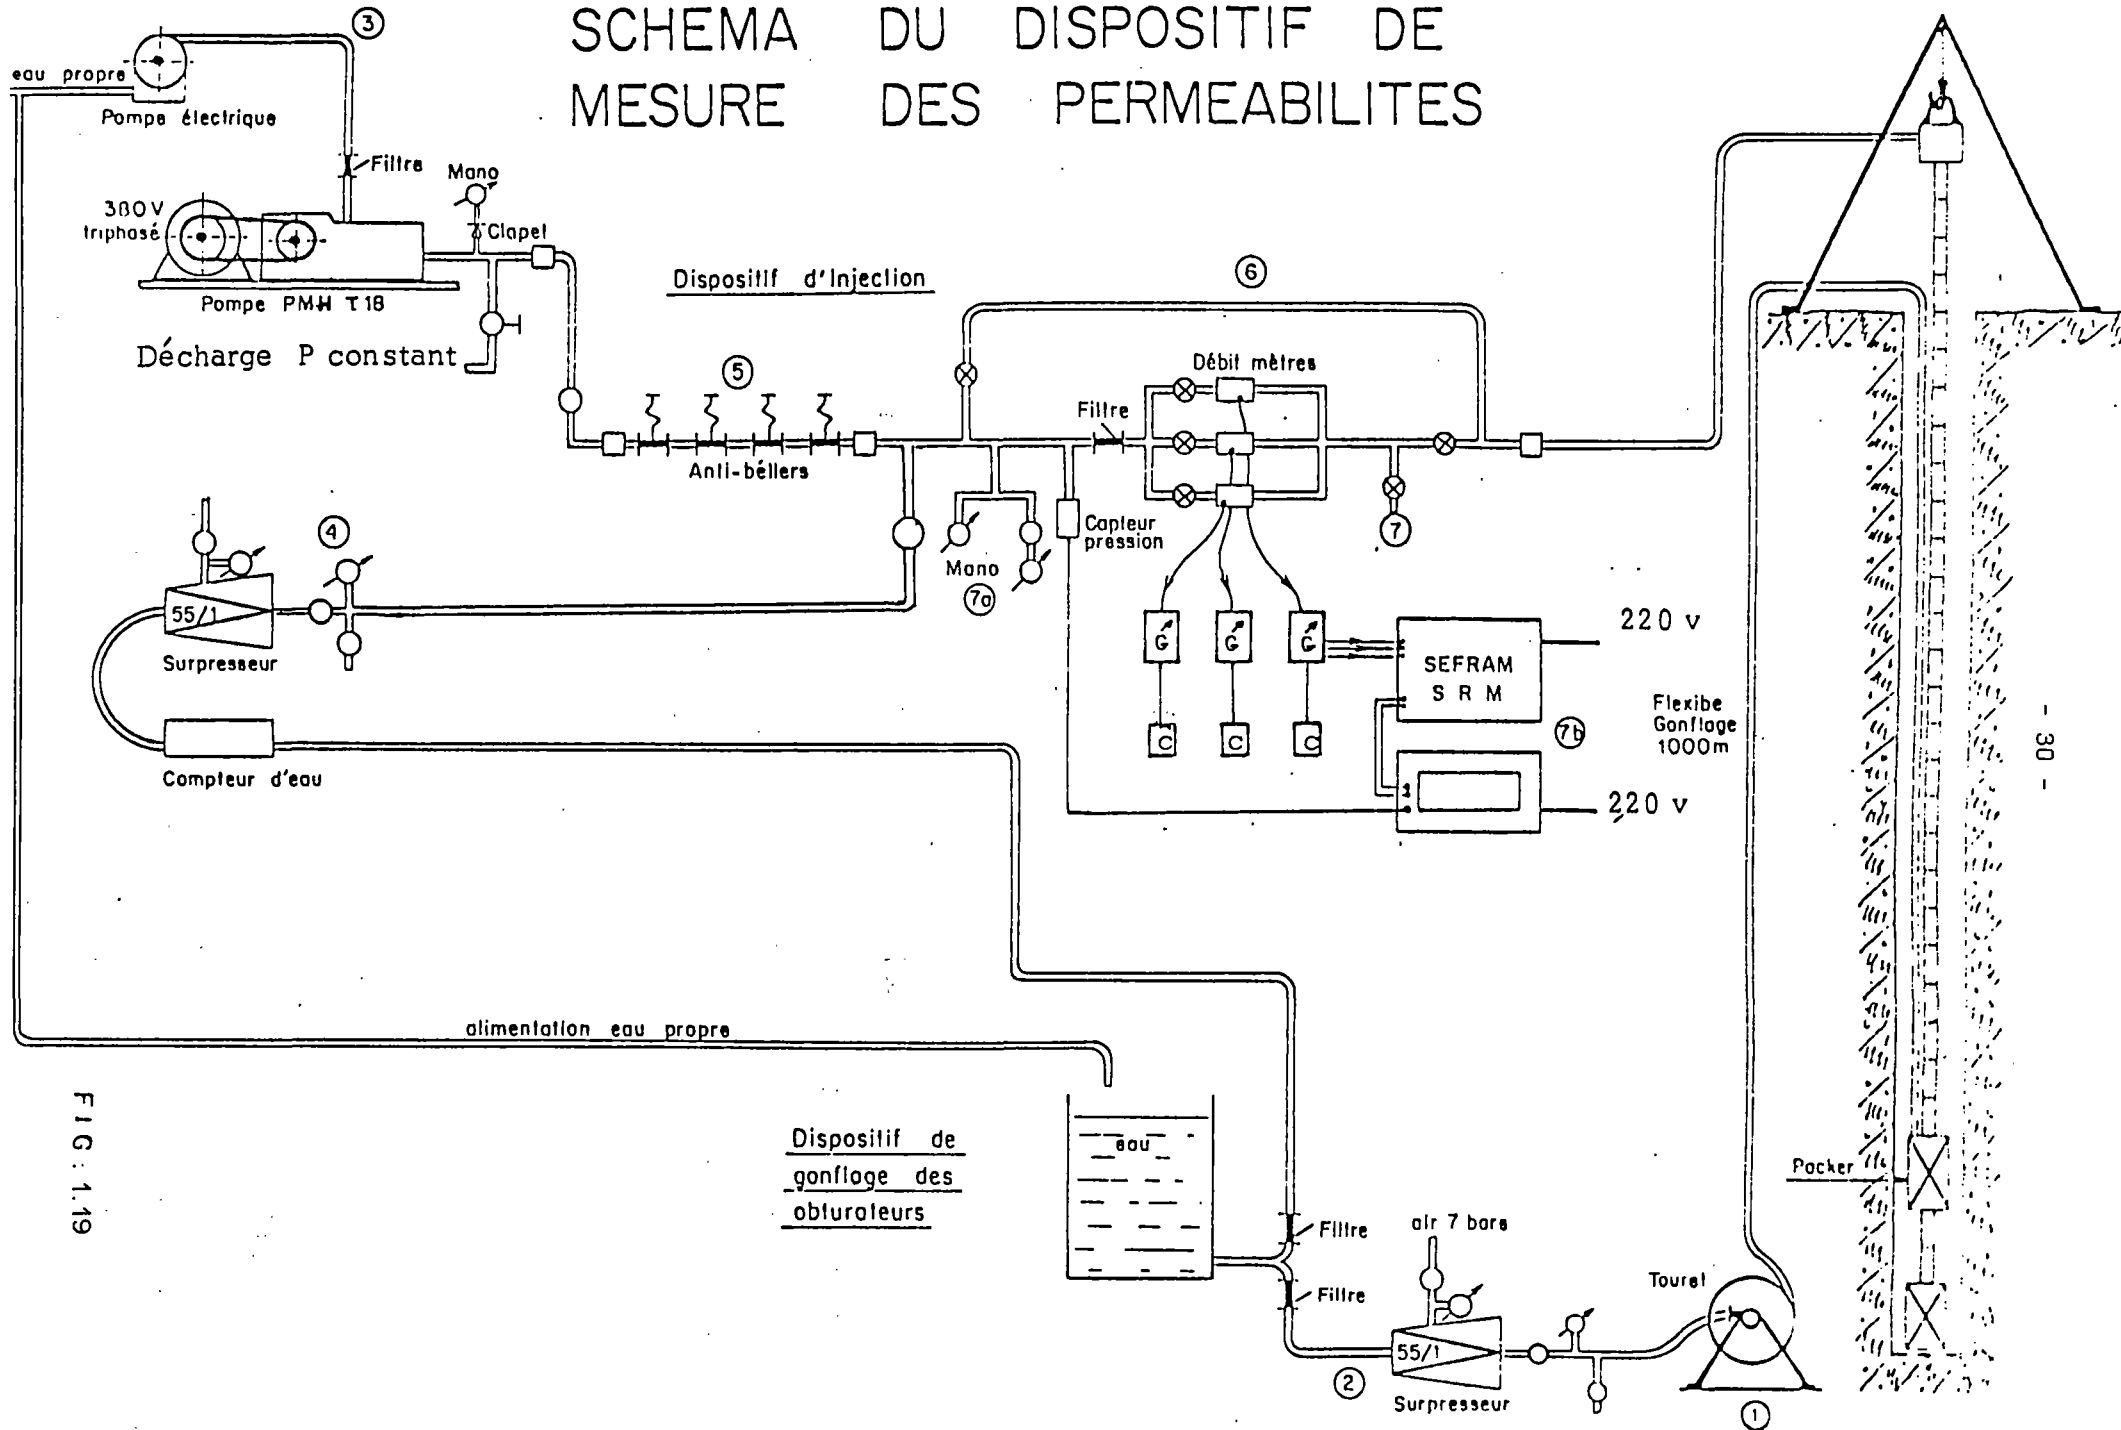 SCHEMA DU DISPOSITIF DE
MESURE DES PERMEABILITES
3
eau propre
Pompe électrique
Filtre
Mano
380V
triphasé
Clapet
Pompe PMH T18
Décharge P constant
Dispositif d'Injection
6
5
Débit mètres
Filtre
Anti-béliers
4
Capteur
pression
7
Mano
7a
55/1
Surpresseur
G
G
G
220 v
SEFRAM
S R M
C
C
C
7b
Flexibe
Gonflage
1000m
220 v
Compteur d'eau
- 30 -
alimentation eau propre
FIG : 1.19
Dispositif de
gonflage des
obturateurs
eau
Packer
Filtre
air 7 bars
Filtre
Touret
55/1
2
Surpresseur
1